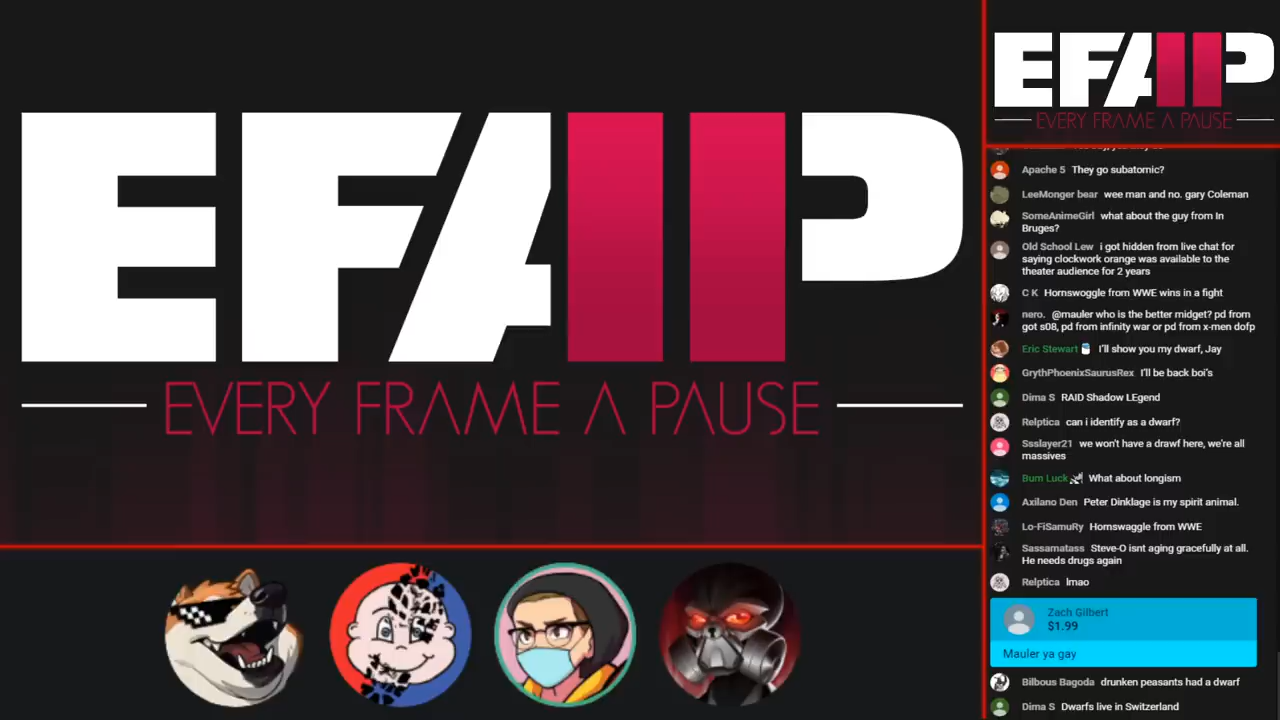 EFAP
EVERY FRAME A PAUSE
EFAP
EVERY FRAME A PAUSE
Apache 5 They go subatomic?
LeeMonger bear wee man and no. gary Coleman
SomeAnimeGirl what about the guy from In
Bruges?
Old School Lew i got hidden from live chat for
saying clockwork orange was available to the
theater audience for 2 years
C K Hornswoggle from WWE wins in a fight
nero. @mauler who is the better midget? pd from
got s08, pd from infinity war or pd from x-men dofp
Eric Stewart I'll show you my dwarf, Jay
GrythPhoenixSaurusRex I'll be back boi's
Dima S RAID Shadow LEgend
Relptica can i identify as a dwarf?
Ssslayer21 we won't have a drawf here, we're all
massives
Bum Luck What about longism
Axilano Den Peter Dinklage is my spirit animal.
Lo-FiSamuRy Hornswaggle from WWE
Sassamatass Steve-O isnt aging gracefully at all.
He needs drugs again
Relptica lmao
Zach Gilbert
$1.99
Mauler ya gay
Bilbous Bagoda drunken peasants had a dwarf
Dima S Dwarfs live in Switzerland